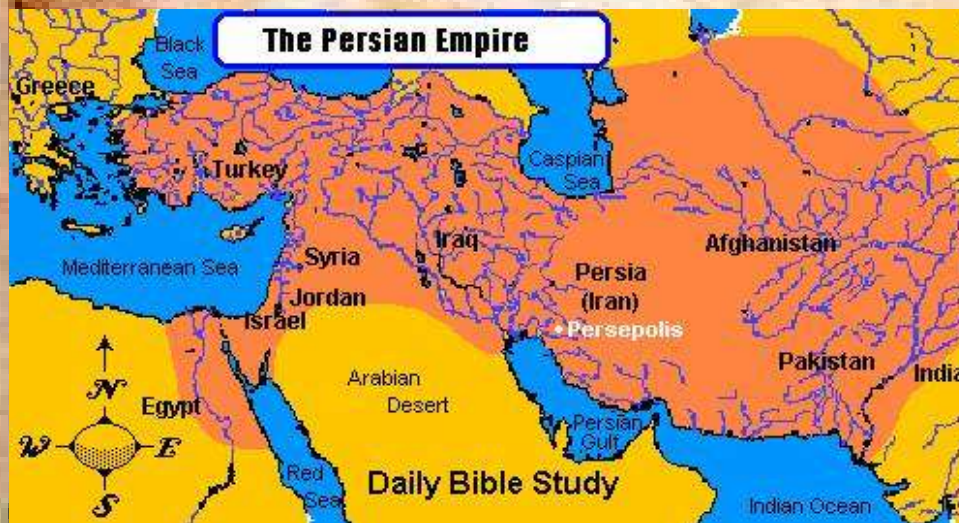 The Persian Empire
Black
Sea
Greece
Turkey
Caspian
Sea
Syria
Iraq
Afghanistan
Mediterranean Sea
Jordan
Israel
Persia
(Iran)
Persepolis
Pakistan
India
Arabian
Desert
N
W
E
S
Egypt
Persian
Gulf
Red
Sea
Daily Bible Study
Indian Ocean